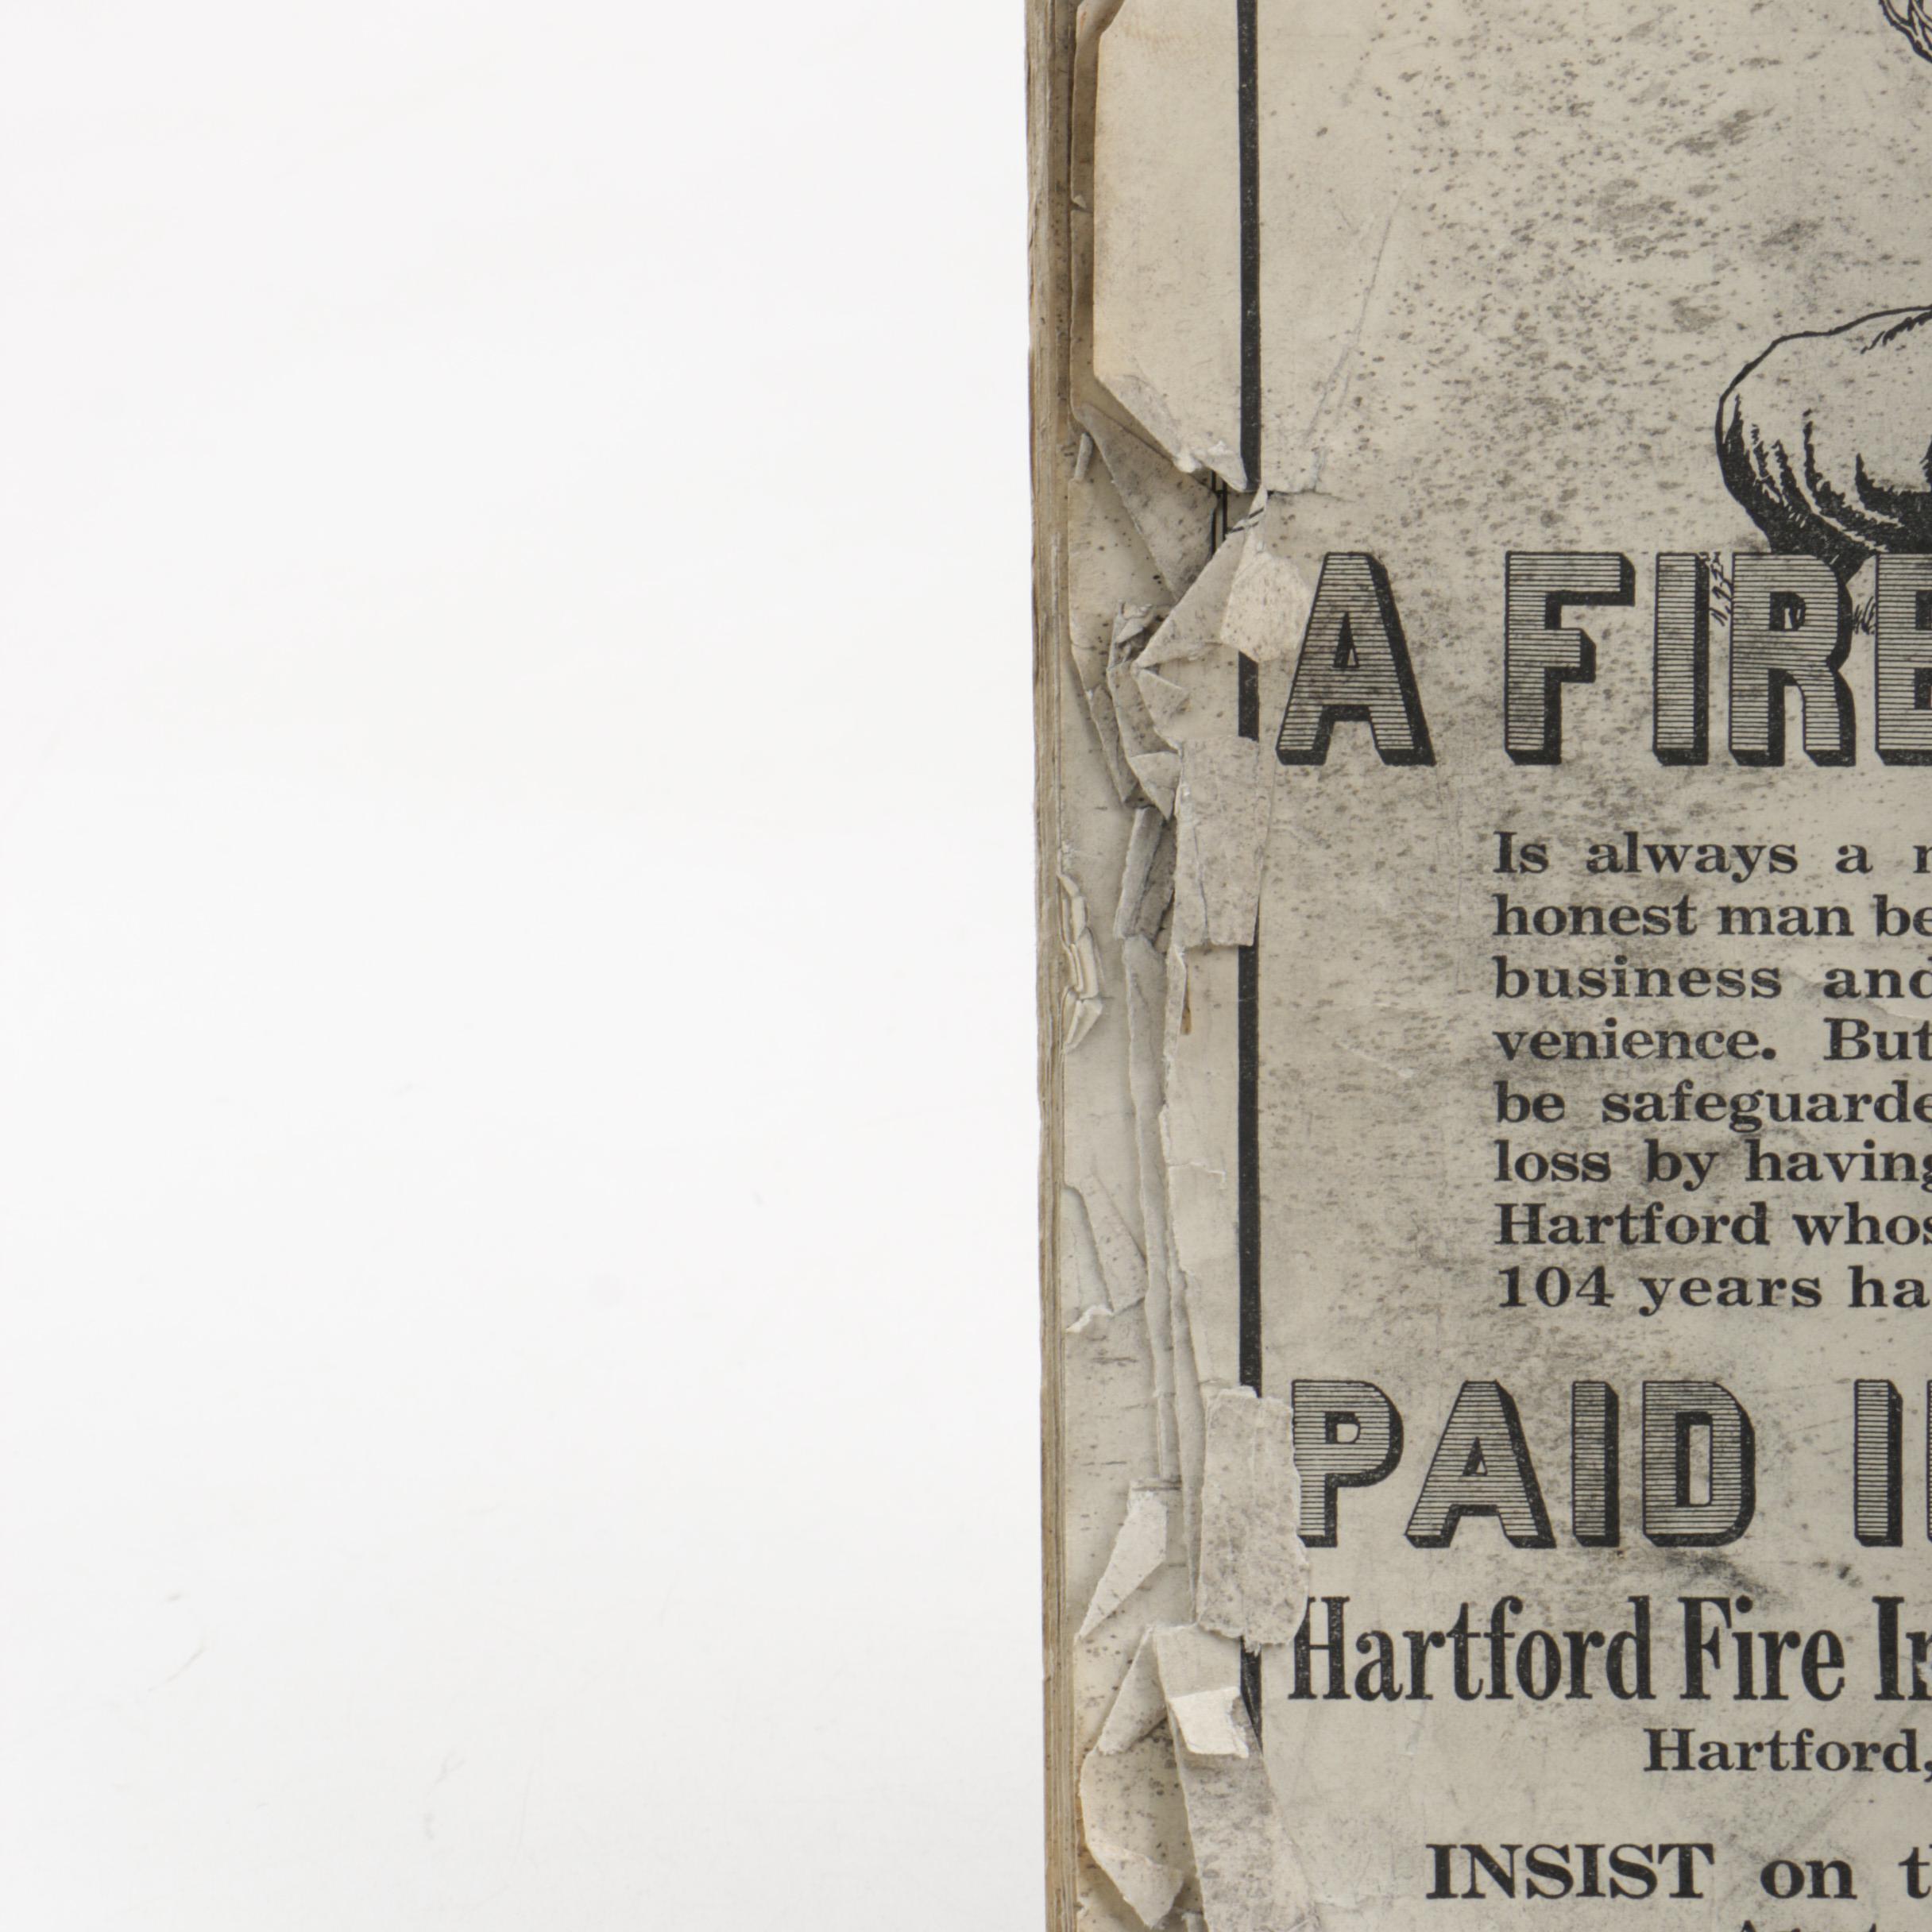 A FIRE
Is always a
honest man
business and
venience. But
be safeguarde
loss by having
Hartford whos
104 years ha
PAID
Hartford Fire
Hartford,
INSIST on